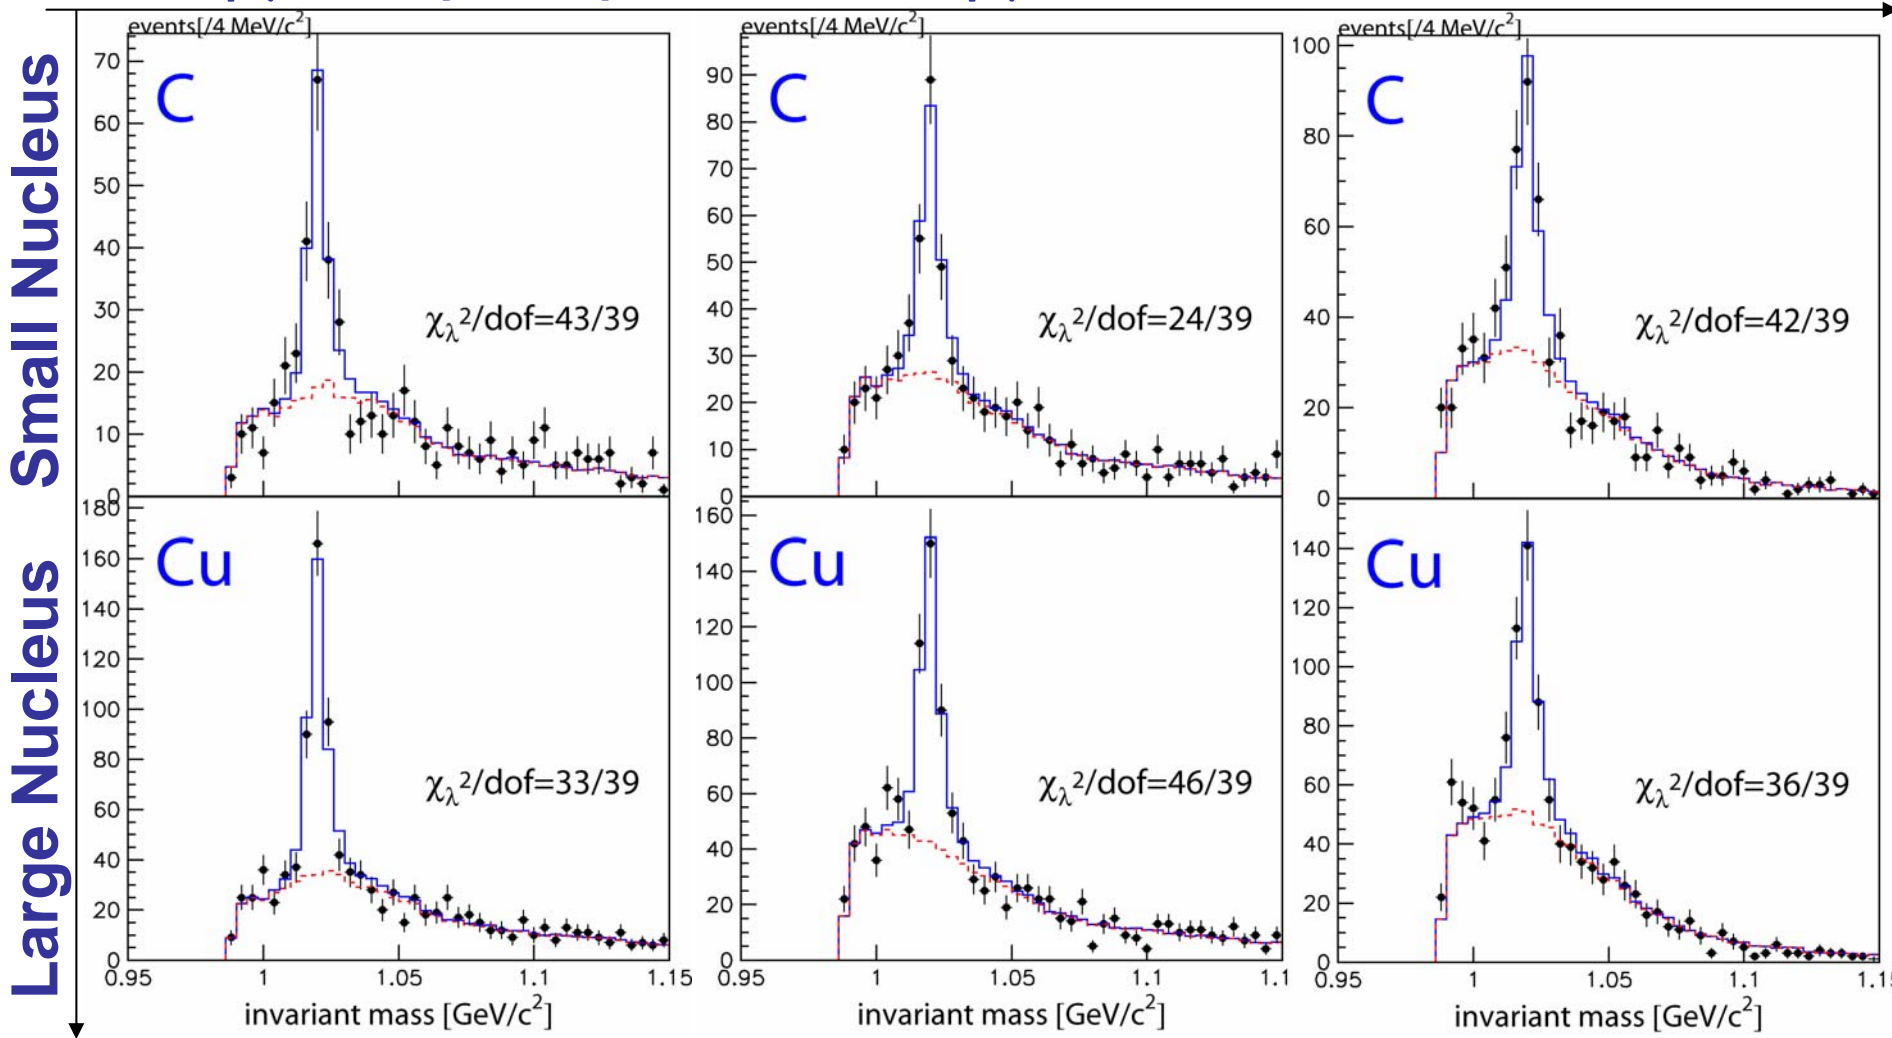 Small Nucleus
Large Nucleus
events[/4 MeV/c²]
70
60
50
40
30
20
10
0
C
χλ²/dof=43/39
events[/4 MeV/c²]
90
80
70
60
50
40
30
20
10
0
C
χλ²/dof=24/39
events[/4 MeV/c²]
100
80
60
40
20
0
C
χλ²/dof=42/39
180
160
140
120
100
80
60
40
20
0
Cu
χλ²/dof=33/39
0.95 1 1.05 1.1 1.15
invariant mass [GeV/c²]
160
140
120
100
80
60
40
20
0
Cu
χλ²/dof=46/39
0.95 1 1.05 1.1 1.1
invariant mass [GeV/c²]
140
120
100
80
60
40
20
0
Cu
χλ²/dof=36/39
0.95 1 1.05 1.1 1.15
invariant mass [GeV/c²]